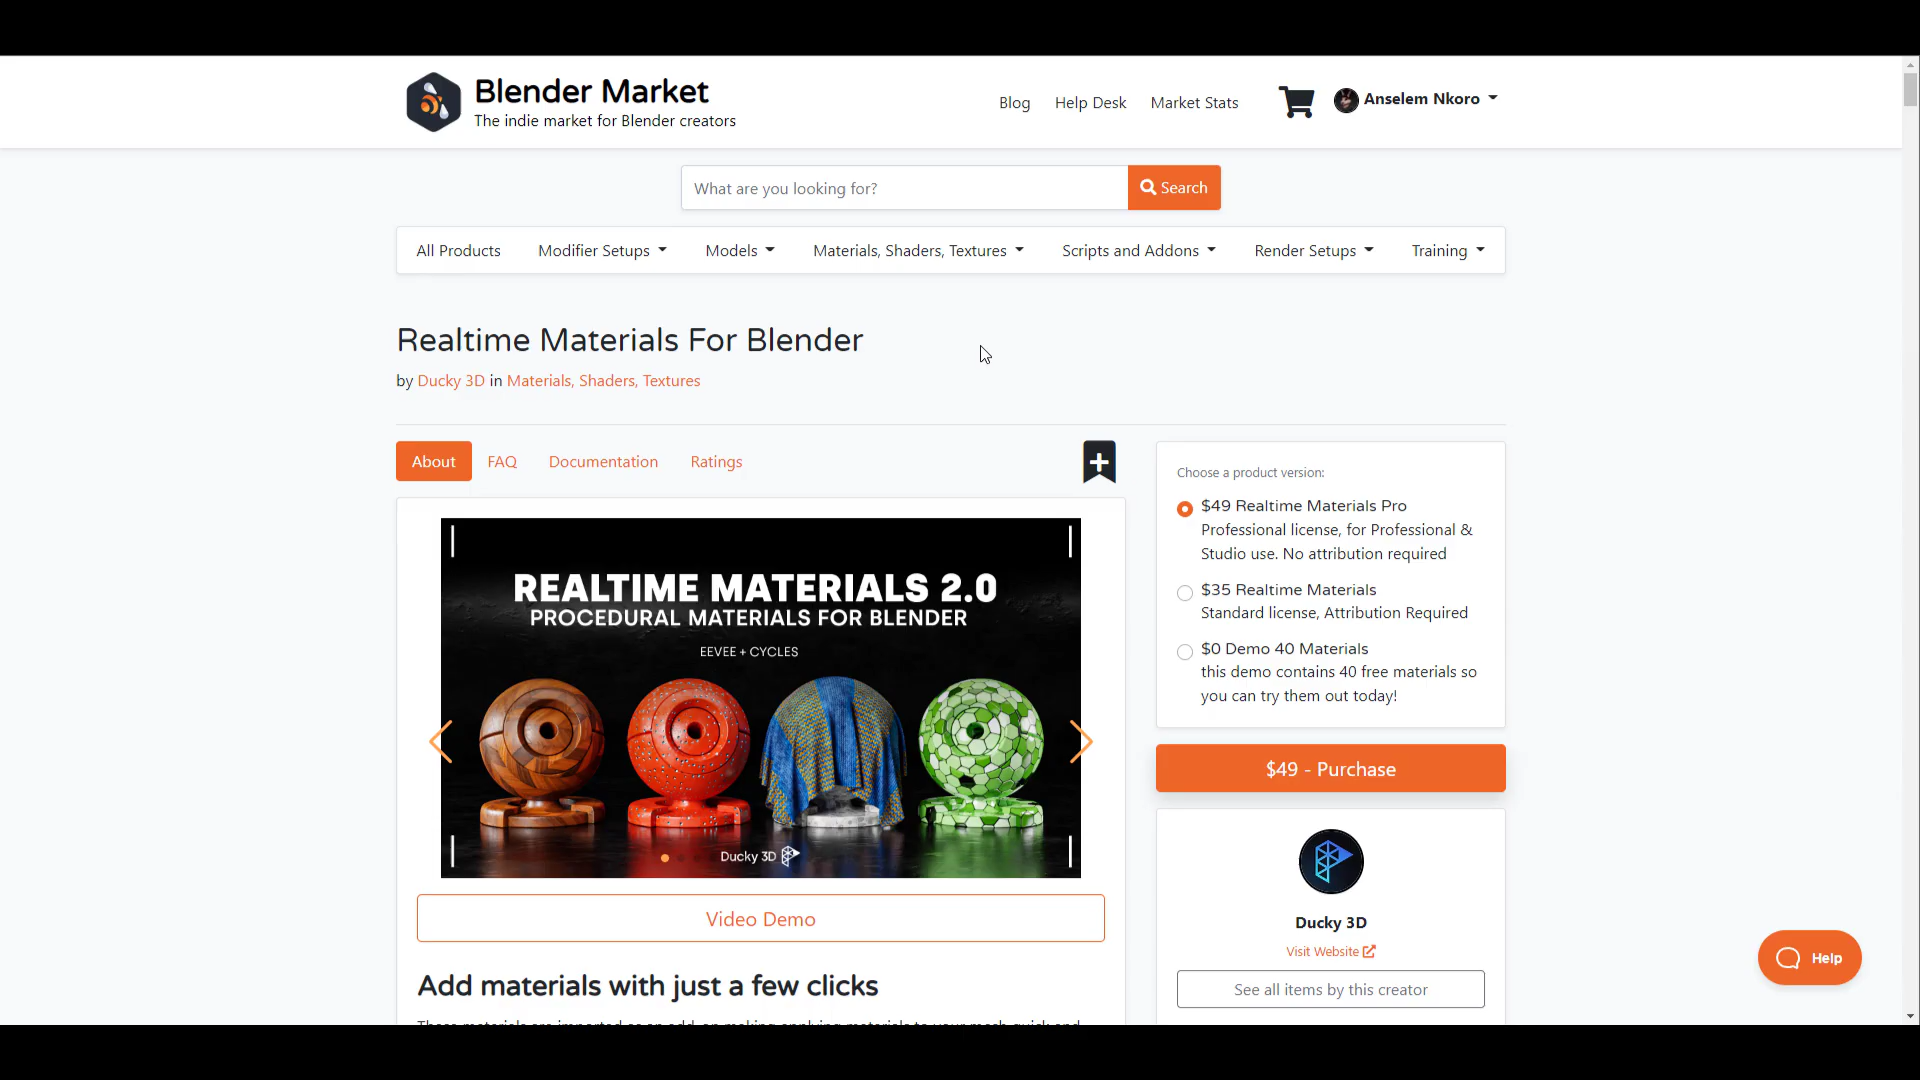 Blender Market
The indie market for Blender creators
Blog
Help Desk
Market Stats
Anselem Nkoro
What are you looking for?
Search
All Products
Modifier Setups
Models
Materials, Shaders, Textures
Scripts and Addons
Render Setups
Training
Realtime Materials For Blender
by Ducky 3D in Materials, Shaders, Textures
About
FAQ
Documentation
Ratings
REALTIME MATERIALS 2.0
PROCEDURAL MATERIALS FOR BLENDER
EEVEE + CYCLES
Ducky 3D
Video Demo
Add materials with just a few clicks
Choose a product version:
$49 Realtime Materials Pro
Professional license, for Professional &
Studio use. No attribution required
$35 Realtime Materials
Standard license, Attribution Required
$0 Demo 40 Materials
this demo contains 40 free materials so
you can try them out today!
$49 - Purchase
Ducky 3D
Visit Website
See all items by this creator
Help